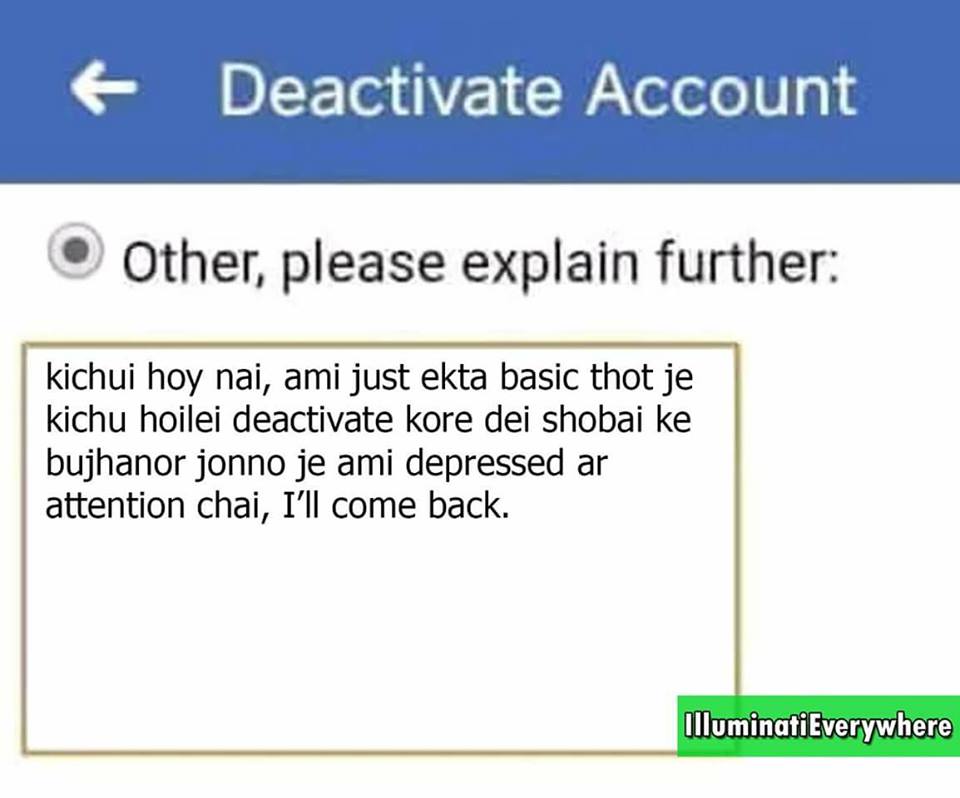 Deactivate Account
Other, please explain further:
kichui hoy nai, ami just ekta basic thot je
kichu hoilei deactivate kore dei shobai ke
bujhanor jonno je ami depressed ar
attention chai, I'll come back.
IlluminatiEverywhere